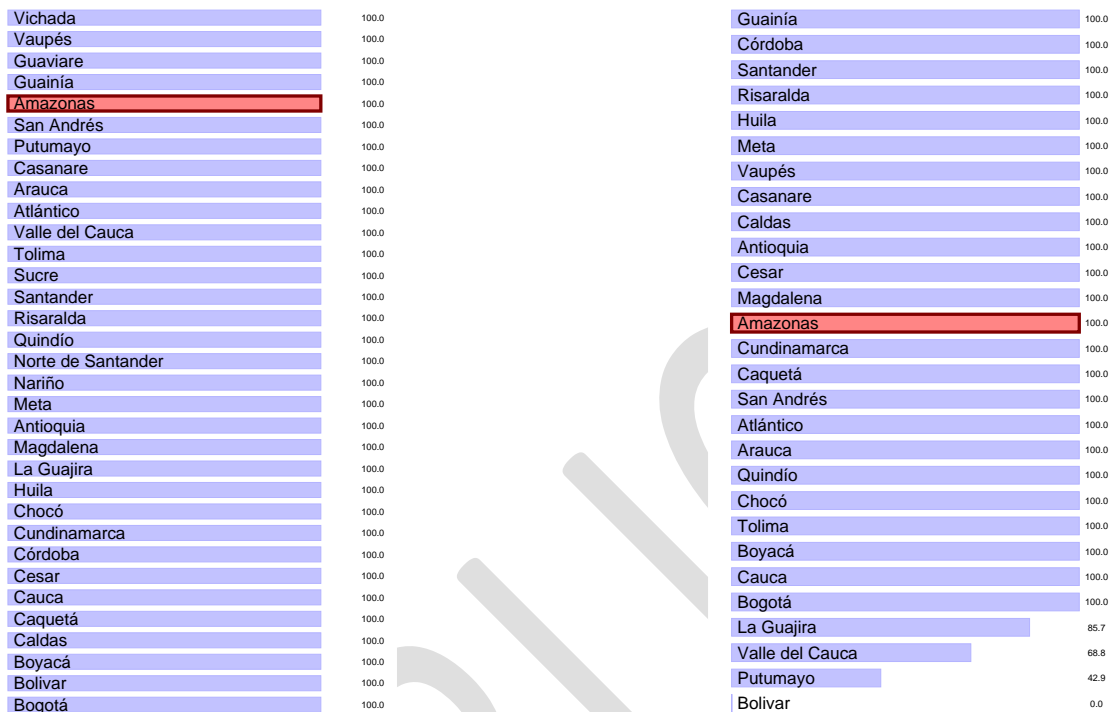 Vichada 100.0
Vaupés 100.0
Guaviare 100.0
Guainía 100.0
Amazonas 100.0
San Andrés 100.0
Putumayo 100.0
Casanare 100.0
Arauca 100.0
Atlántico 100.0
Valle del Cauca 100.0
Tolima 100.0
Sucre 100.0
Santander 100.0
Risaralda 100.0
Quindío 100.0
Norte de Santander 100.0
Nariño 100.0
Meta 100.0
Antioquia 100.0
Magdalena 100.0
La Guajira 100.0
Huila 100.0
Chocó 100.0
Cundinamarca 100.0
Córdoba 100.0
Cesar 100.0
Cauca 100.0
Caquetá 100.0
Caldas 100.0
Boyacá 100.0
Bolivar 100.0
Bogotá 100.0
Guainía 100.0
Córdoba 100.0
Santander 100.0
Risaralda 100.0
Huila 100.0
Meta 100.0
Vaupés 100.0
Casanare 100.0
Caldas 100.0
Antioquia 100.0
Cesar 100.0
Magdalena 100.0
Amazonas 100.0
Cundinamarca 100.0
Caquetá 100.0
San Andrés 100.0
Atlántico 100.0
Arauca 100.0
Quindío 100.0
Chocó 100.0
Tolima 100.0
Boyacá 100.0
Cauca 100.0
Bogotá 100.0
La Guajira 85.7
Valle del Cauca 68.8
Putumayo 42.9
Bolivar 0.0